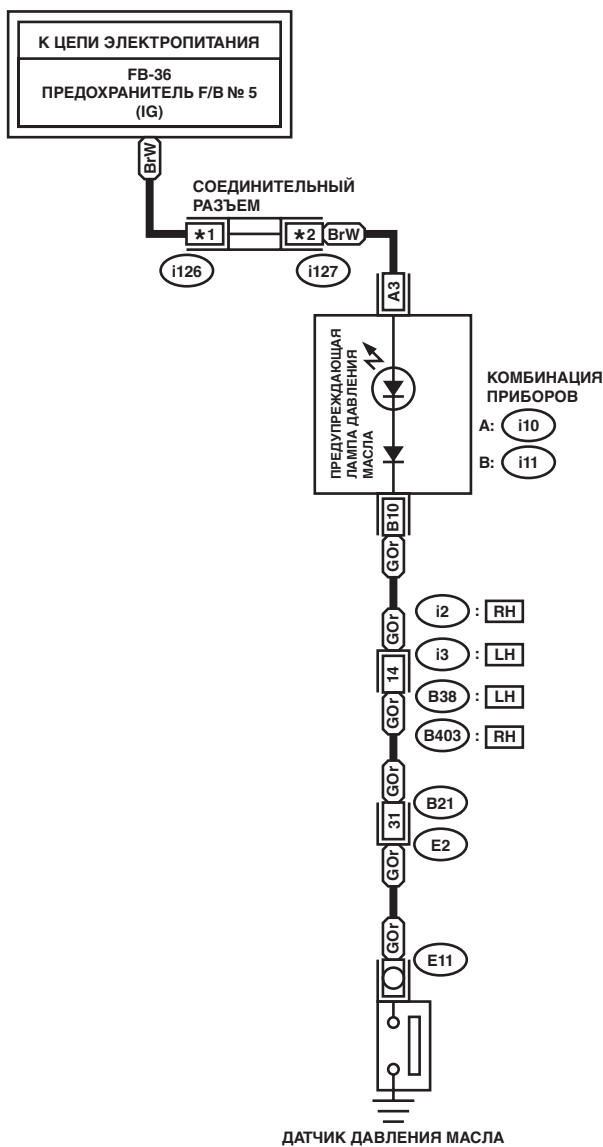 К ЦЕПИ ЭЛЕКТРОПИТАНИЯ
FB-36
ПРЕДОХРАНИТЕЛЬ F/B № 5
(IG)
BrW
СОЕДИНИТЕЛЬНЫЙ
РАЗЪЕМ
*1
*2
BrW
i126
i127
A3
ПРЕДУПРЕЖДАЮЩАЯ
ЛАМПА ДАВЛЕНИЯ
МАСЛА
КОМБИНАЦИЯ
ПРИБОРОВ
A: i10
B: i11
B10
GOr
GOr
i2 : RH
i3 : LH
14
B38 : LH
GOr
B403 : RH
GOr
B21
31
E2
GOr
GOr
E11
ДАТЧИК ДАВЛЕНИЯ МАСЛА